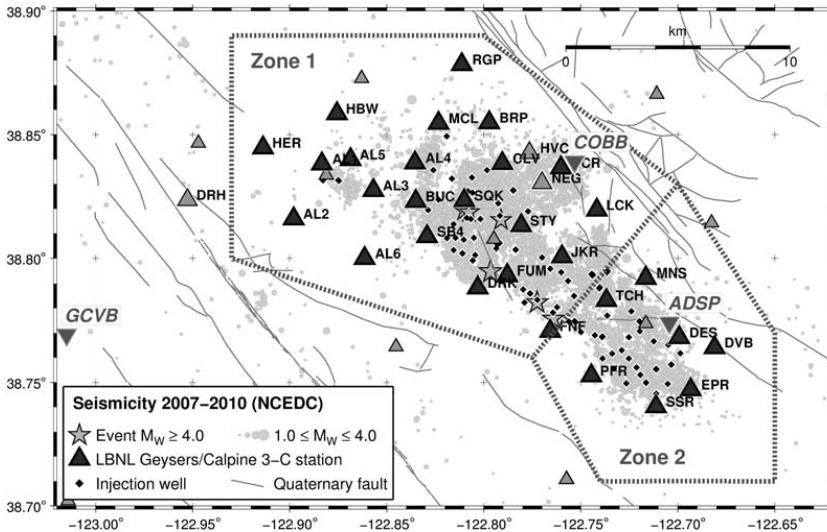 38.90°
38.85°
38.80°
38.75°
38.70°
Zone 1
km
0 10
RGP
HBW
MCL
BRP
HER
AL5
AL4
HVC
COBB
CLV
CR
NEG
AL3
DRH
BUC
SQK
LCK
AL2
STY
SB4
AL6
JKR
FUM
MNS
DRK
TCH
ADSP
GCVB
FNF
DES
DVB
PFR
EPR
SSR
Zone 2
Seismicity 2007−2010 (NCEDC)
Event MW ≥ 4.0
1.0 ≤ MW ≤ 4.0
LBNL Geysers/Calpine 3−C station
Injection well
Quaternary fault
−123.00° −122.95° −122.90° −122.85° −122.80° −122.75° −122.70° −122.65°